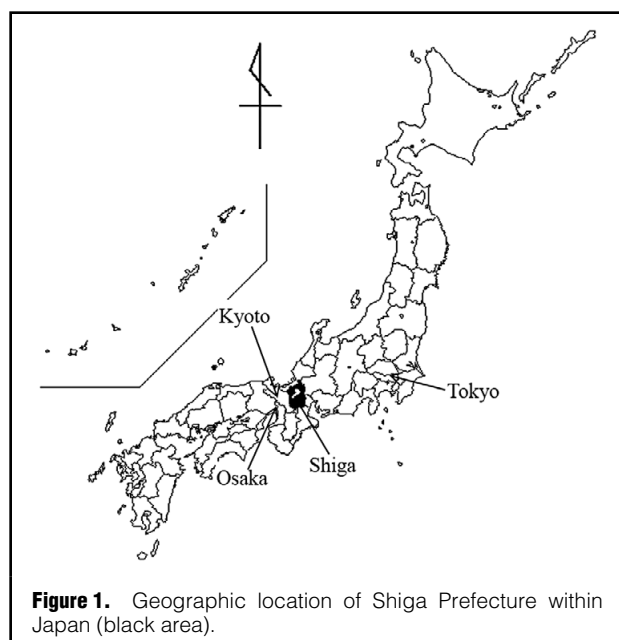 Kyoto
Tokyo
Osaka
Shiga
Figure 1. Geographic location of Shiga Prefecture within
Japan (black area).